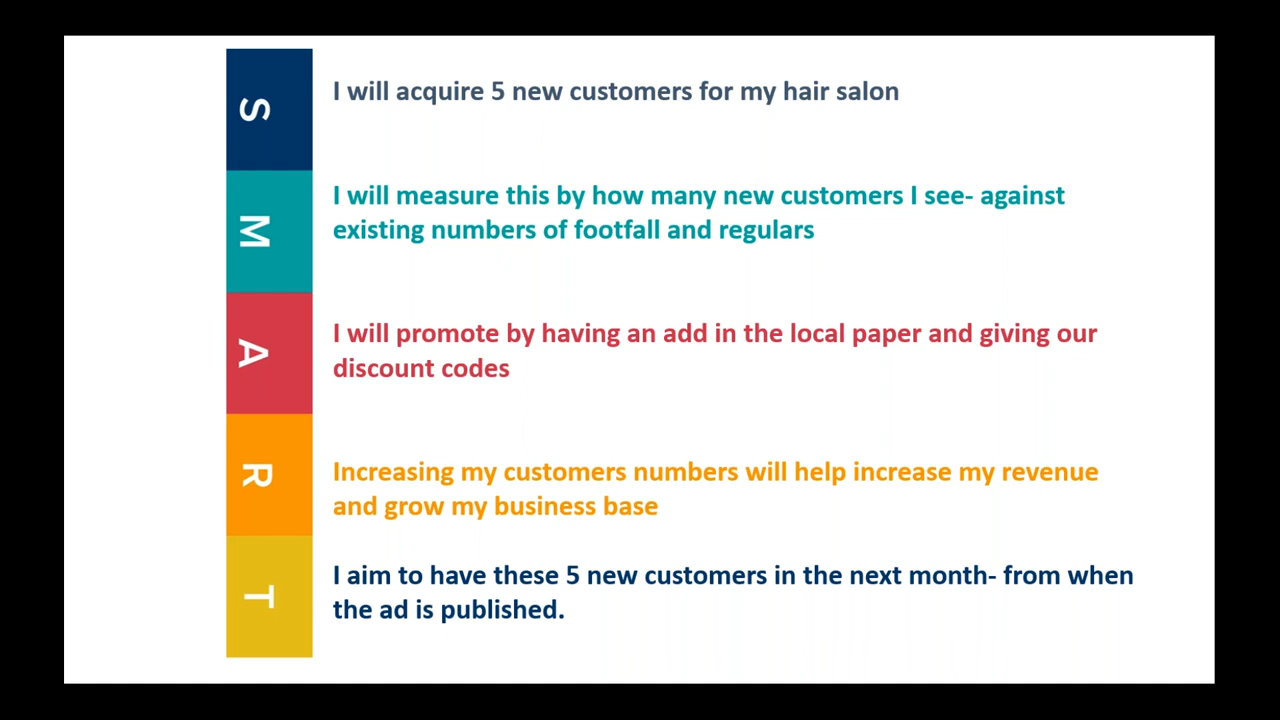 S
I will acquire 5 new customers for my hair salon
M
I will measure this by how many new customers I see- against
existing numbers of footfall and regulars
A
I will promote by having an add in the local paper and giving our
discount codes
R
Increasing my customers numbers will help increase my revenue
and grow my business base
T
I aim to have these 5 new customers in the next month- from when
the ad is published.